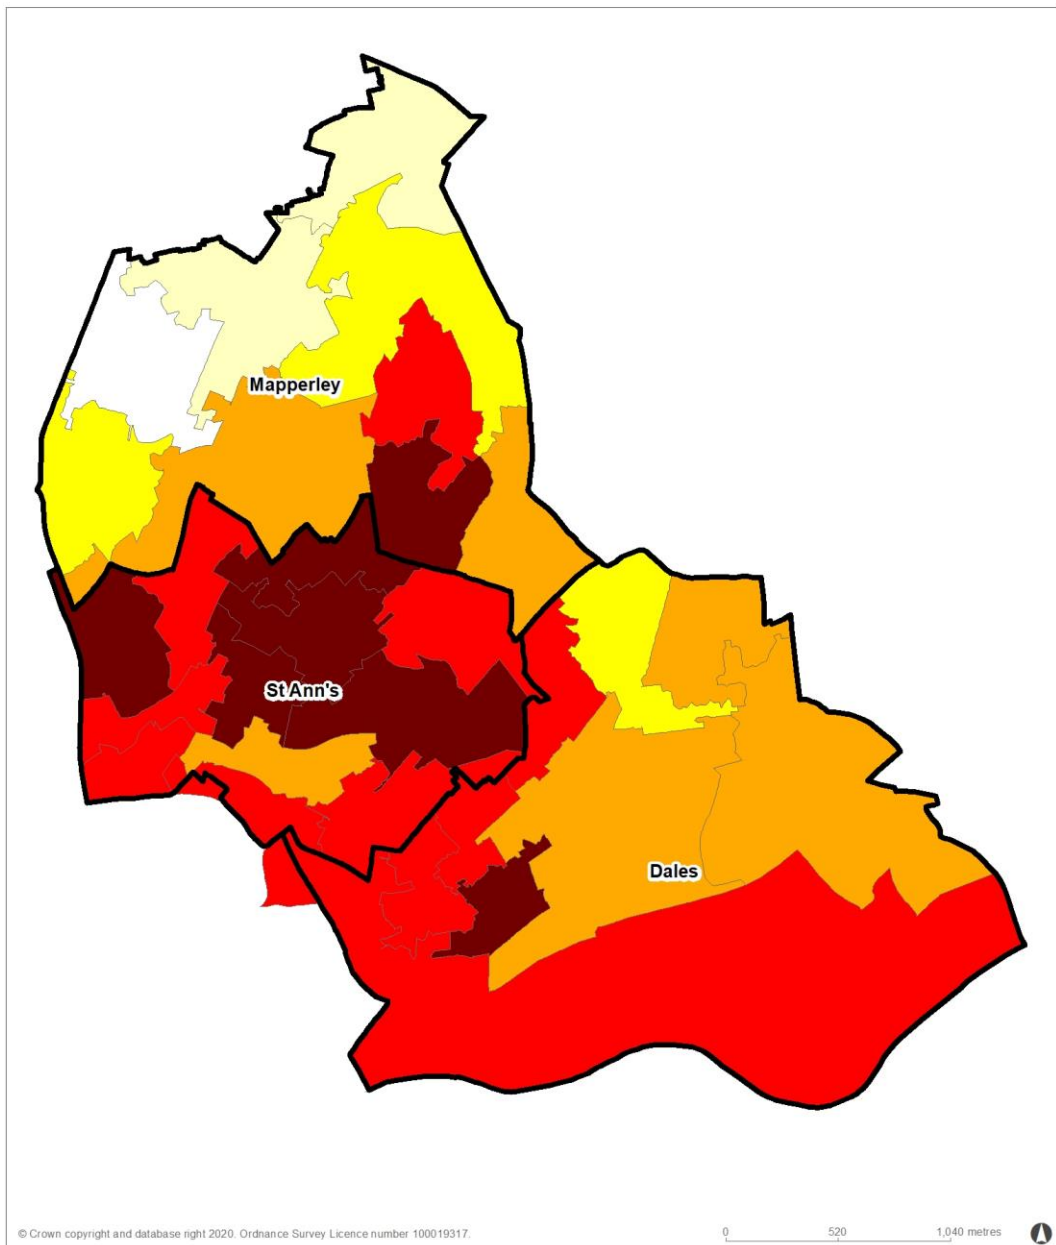 Mapperley
St Ann's
Dales
© Crown copyright and database right 2020. Ordnance Survey Licence number 100019317.
0 520 1,040 metres